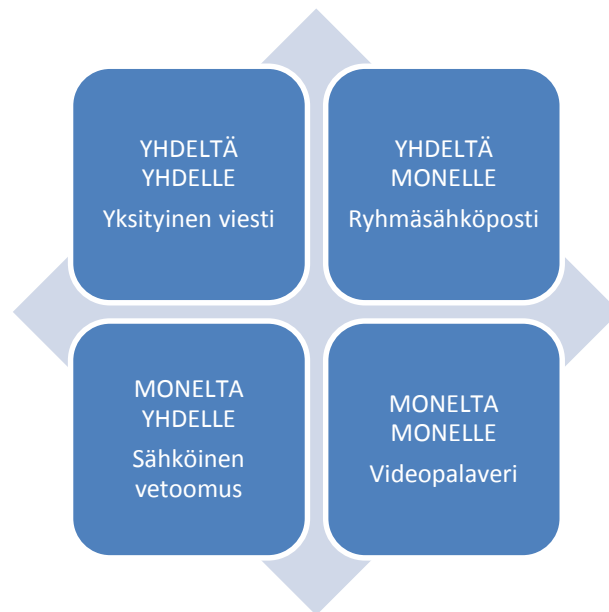 YHDELTÄ
YHDELLE
Yksityinen viesti
YHDELTÄ
MONELLE
Ryhmäsähköposti
MONELTA
YHDELLE
Sähköinen
vetoomus
MONELTA
MONELLE
Videopalaveri